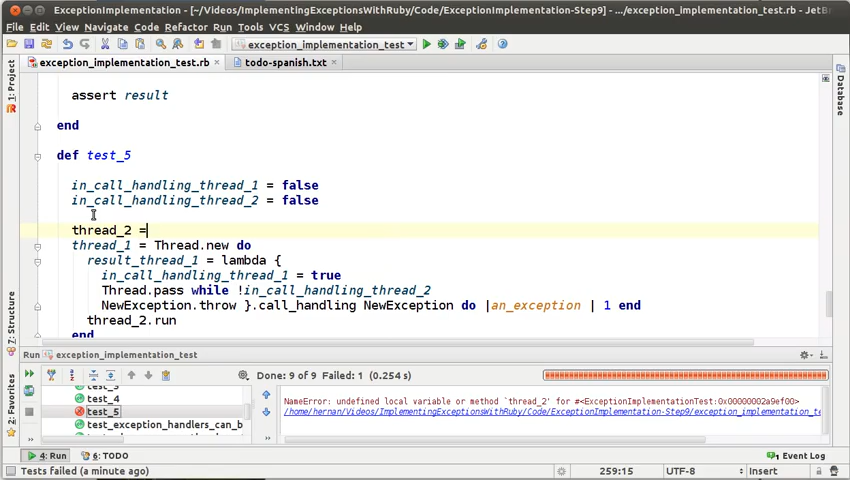 ExceptionImplementation - [~/Videos/ImplementingExceptionsWithRuby/Code/ExceptionImplementation-Step9] - .../exception_implementation_test.rb - JetBr
File Edit View Navigate Code Refactor Run Tools VCS Window Help
exception_implementation_test
exception_implementation_test.rb todo-spanish.txt
1: Project
Database
assert result
end
def test_5
in_call_handling_thread_1 = false
in_call_handling_thread_2 = false
thread_2 =
thread_1 = Thread.new do
result_thread_1 = lambda {
in_call_handling_thread_1 = true
Thread.pass while !in_call_handling_thread_2
NewException.throw }.call_handling NewException do |an_exception | 1 end
thread_2.run
end
7: Structure
2: Favorites
Run exception_implementation_test
Done: 9 of 9 Failed: 1 (0.254 s)
test_4
test_5
test_exception_handlers_can_b
NameError: undefined local variable or method `thread_2' for #<ExceptionImplementationTest:0x00000002a9ef00>
/home/hernan/Videos/ImplementingExceptionsWithRuby/Code/ExceptionImplementation-Step9/exception_implementation_te
4: Run 6: TODO Event Log
Tests failed (a minute ago) 259:15 UTF-8 Insert